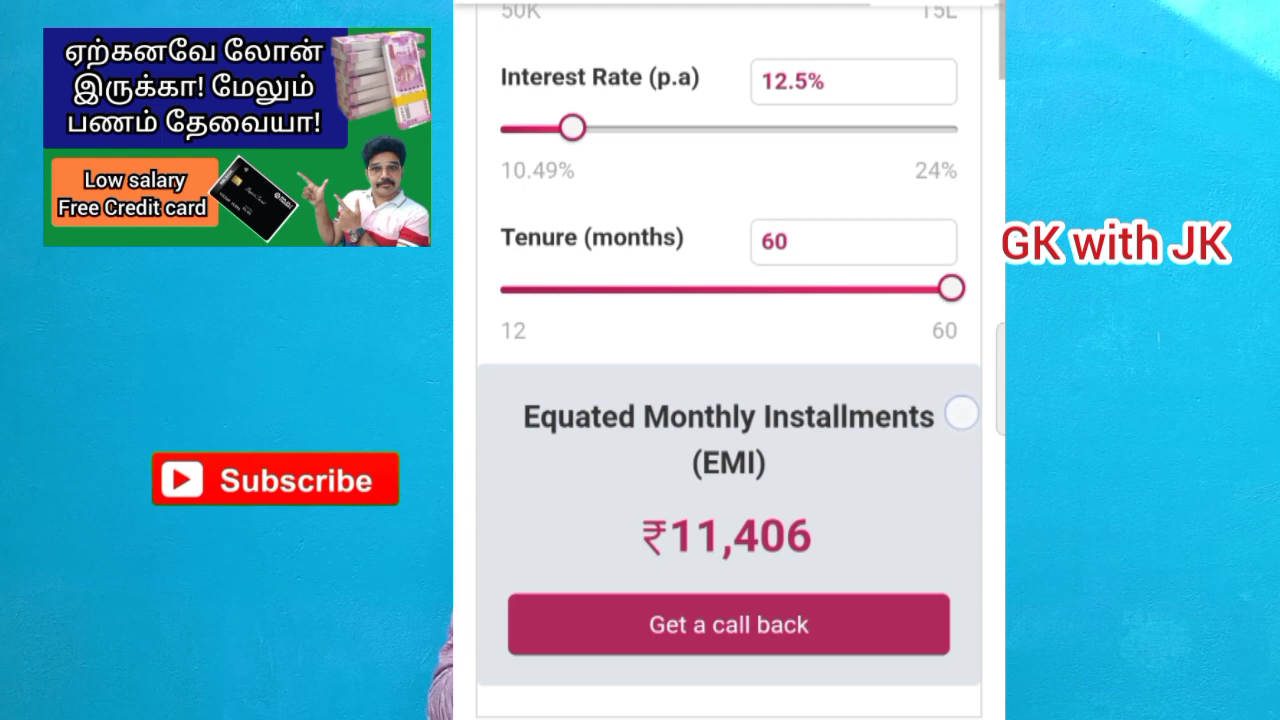 ஏற்கனவே லோன்
இருக்கா! மேலும்
பணம் தேவையா!
Low salary
Free Credit card
Subscribe
50K 15L
Interest Rate (p.a) 12.5%
10.49% 24%
Tenure (months) 60
12 60
Equated Monthly Installments
(EMI)
₹11,406
Get a call back
GK with JK